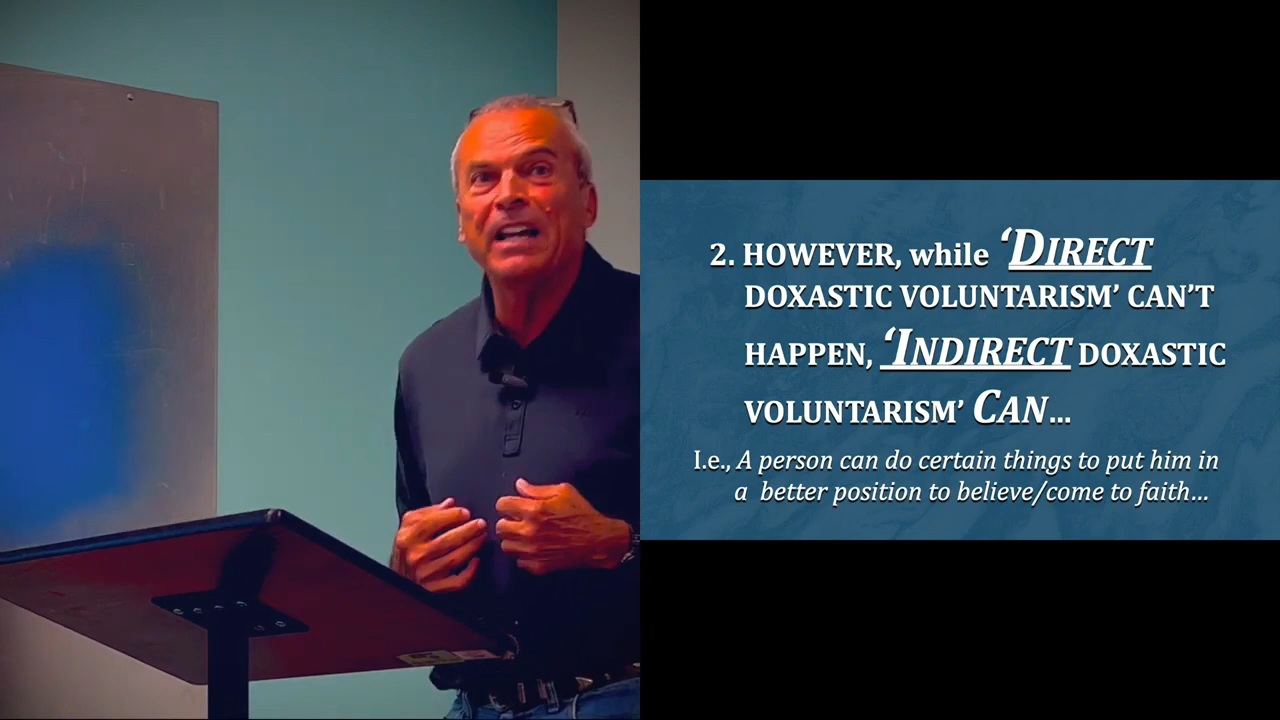 2. HOWEVER, while ‘DIRECT
DOXASTIC VOLUNTARISM’ CAN’T
HAPPEN, ‘INDIRECT DOXASTIC
VOLUNTARISM’ CAN…
I.e., A person can do certain things to put him in
a better position to believe/come to faith…